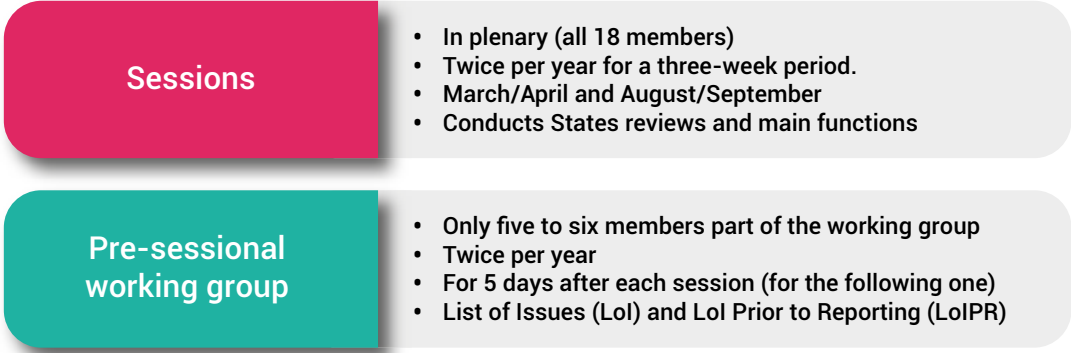 Sessions
• In plenary (all 18 members)
• Twice per year for a three-week period.
• March/April and August/September
• Conducts States reviews and main functions
Pre-sessional
working group
• Only five to six members part of the working group
• Twice per year
• For 5 days after each session (for the following one)
• List of Issues (LoI) and LoI Prior to Reporting (LoIPR)